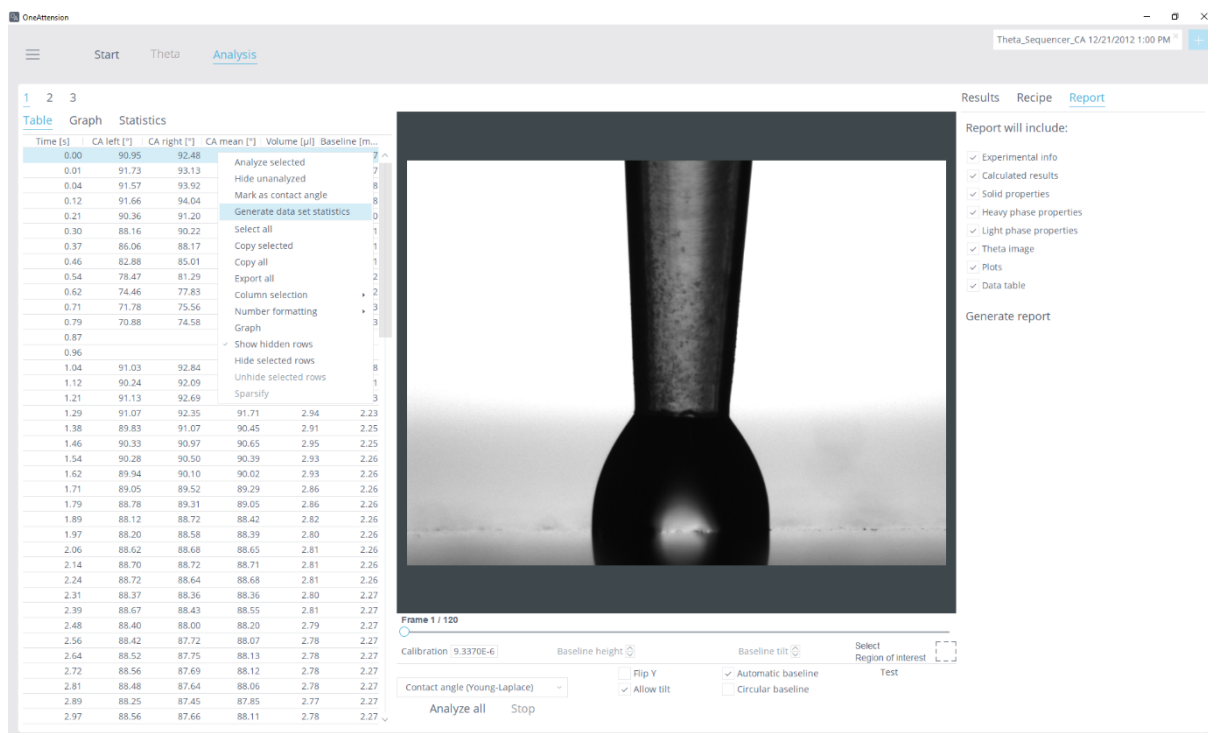 OneAttension
Theta_Sequencer_CA 12/21/2012 1:00 PM
Start Theta Analysis
1 2 3
Table Graph Statistics
Time [s] CA left [°] CA right [°] CA mean [°] Volume [µl] Baseline [m...
0.00 90.95 92.48 7
0.01 91.73 93.13 7
0.04 91.57 93.92 8
0.12 91.66 94.04 8
0.21 90.36 91.20 0
0.30 88.16 90.22 1
0.37 86.06 88.17 1
0.46 82.88 85.01 1
0.54 78.47 81.29 2
0.62 74.46 77.83 2
0.71 71.78 75.56 3
0.79 70.88 74.58 3
0.87
0.96
1.04 91.03 92.84 8
1.12 90.24 92.09 1
1.21 91.13 92.69 3
1.29 91.07 92.35 91.71 2.94 2.23
1.38 89.83 91.07 90.45 2.91 2.25
1.46 90.33 90.97 90.65 2.95 2.25
1.54 90.28 90.50 90.39 2.93 2.26
1.62 89.94 90.10 90.02 2.93 2.26
1.71 89.05 89.52 89.29 2.86 2.26
1.79 88.78 89.31 89.05 2.86 2.26
1.89 88.12 88.72 88.42 2.82 2.26
1.97 88.20 88.58 88.39 2.80 2.26
2.06 88.62 88.68 88.65 2.81 2.26
2.14 88.70 88.72 88.71 2.81 2.26
2.24 88.72 88.64 88.68 2.81 2.26
2.31 88.37 88.36 88.36 2.80 2.27
2.39 88.67 88.43 88.55 2.81 2.27
2.48 88.40 88.00 88.20 2.79 2.27
2.56 88.42 87.72 88.07 2.78 2.27
2.64 88.52 87.75 88.13 2.78 2.27
2.72 88.56 87.69 88.12 2.78 2.27
2.81 88.48 87.64 88.06 2.78 2.27
2.89 88.25 87.45 87.85 2.77 2.27
2.97 88.56 87.66 88.11 2.78 2.27
Analyze selected
Hide unanalyzed
Mark as contact angle
Generate data set statistics
Select all
Copy selected
Copy all
Export all
Column selection
Number formatting
Graph
Show hidden rows
Hide selected rows
Unhide selected rows
Sparsify
Frame 1 / 120
Calibration 9.3370E-6 Baseline height Baseline tilt Select
Region of interest
Flip Y Automatic baseline Test
Contact angle (Young-Laplace) Allow tilt Circular baseline
Analyze all Stop
Results Recipe Report
Report will include:
Experimental info
Calculated results
Solid properties
Heavy phase properties
Light phase properties
Theta image
Plots
Data table
Generate report